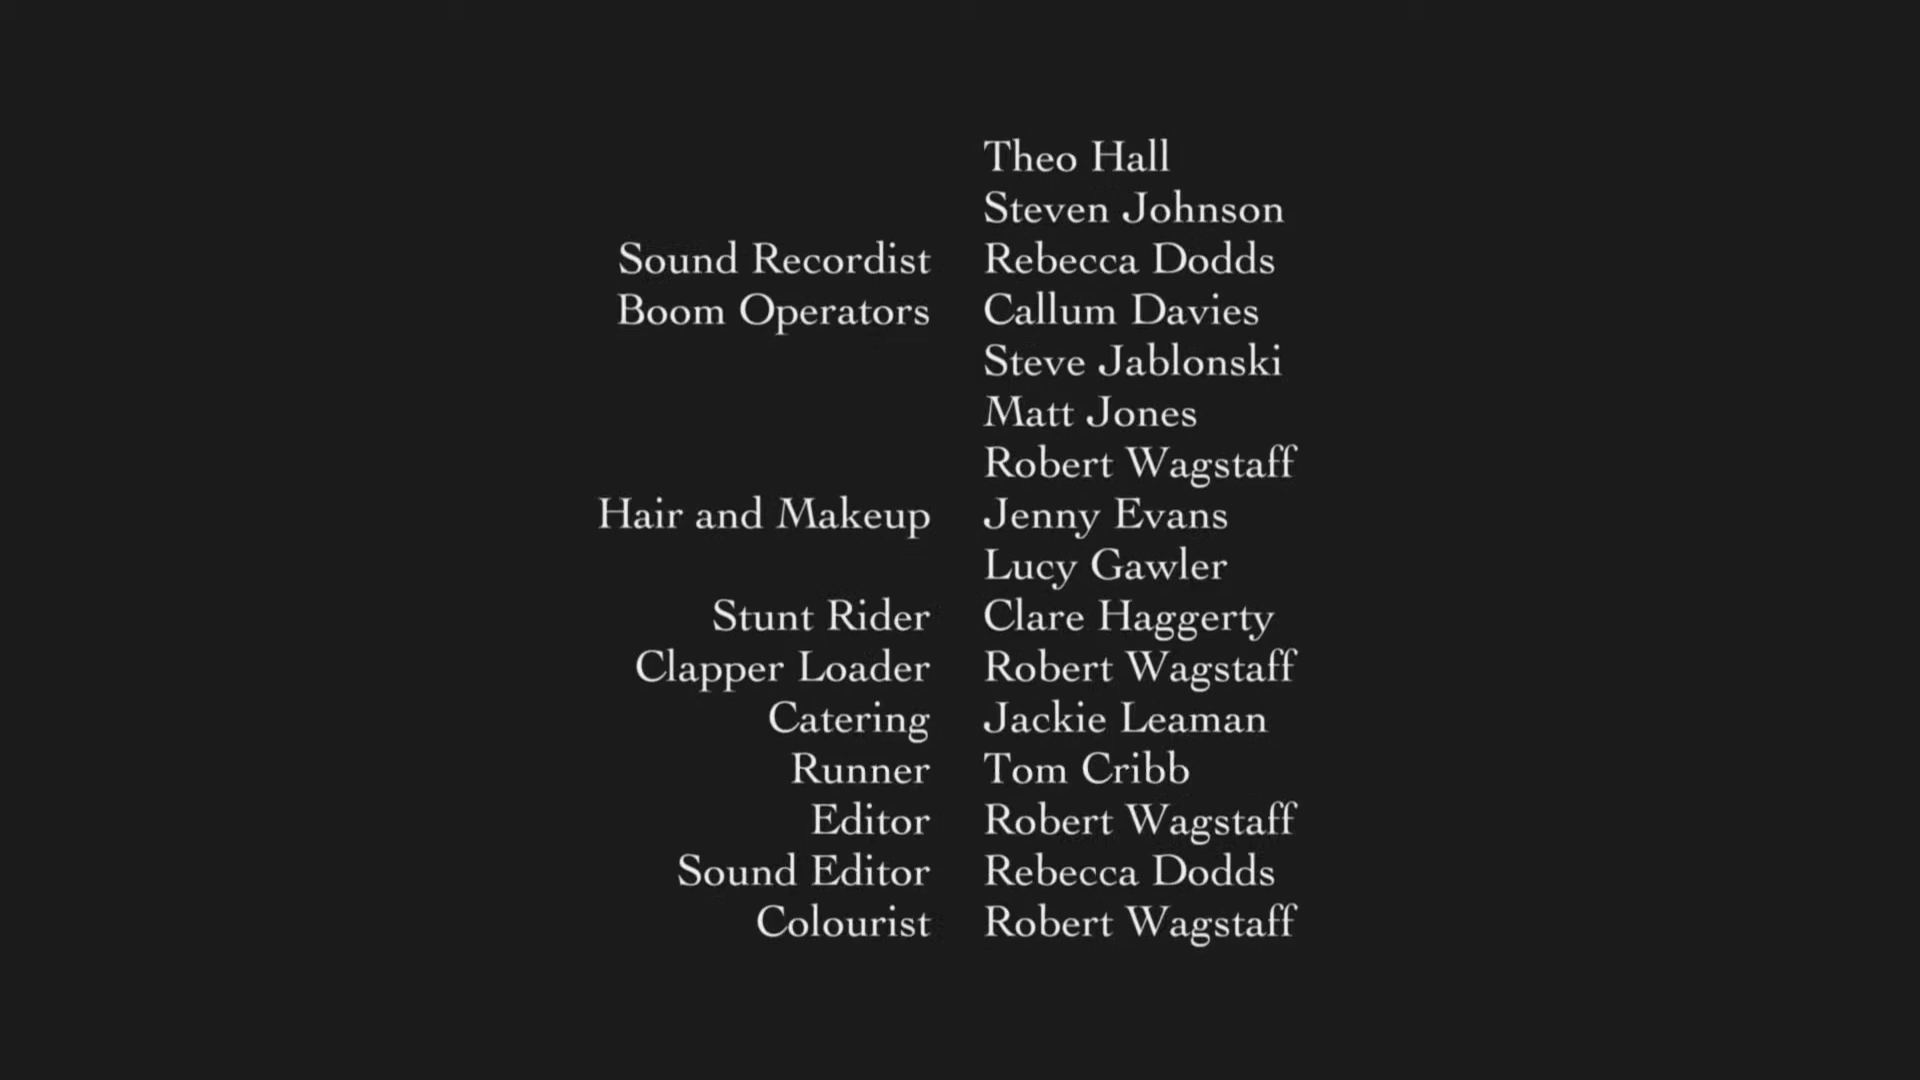 Theo Hall
Steven Johnson
Sound Recordist Rebecca Dodds
Boom Operators Callum Davies
Steve Jablonski
Matt Jones
Robert Wagstaff
Hair and Makeup Jenny Evans
Lucy Gawler
Stunt Rider Clare Haggerty
Clapper Loader Robert Wagstaff
Catering Jackie Leaman
Runner Tom Cribb
Editor Robert Wagstaff
Sound Editor Rebecca Dodds
Colourist Robert Wagstaff